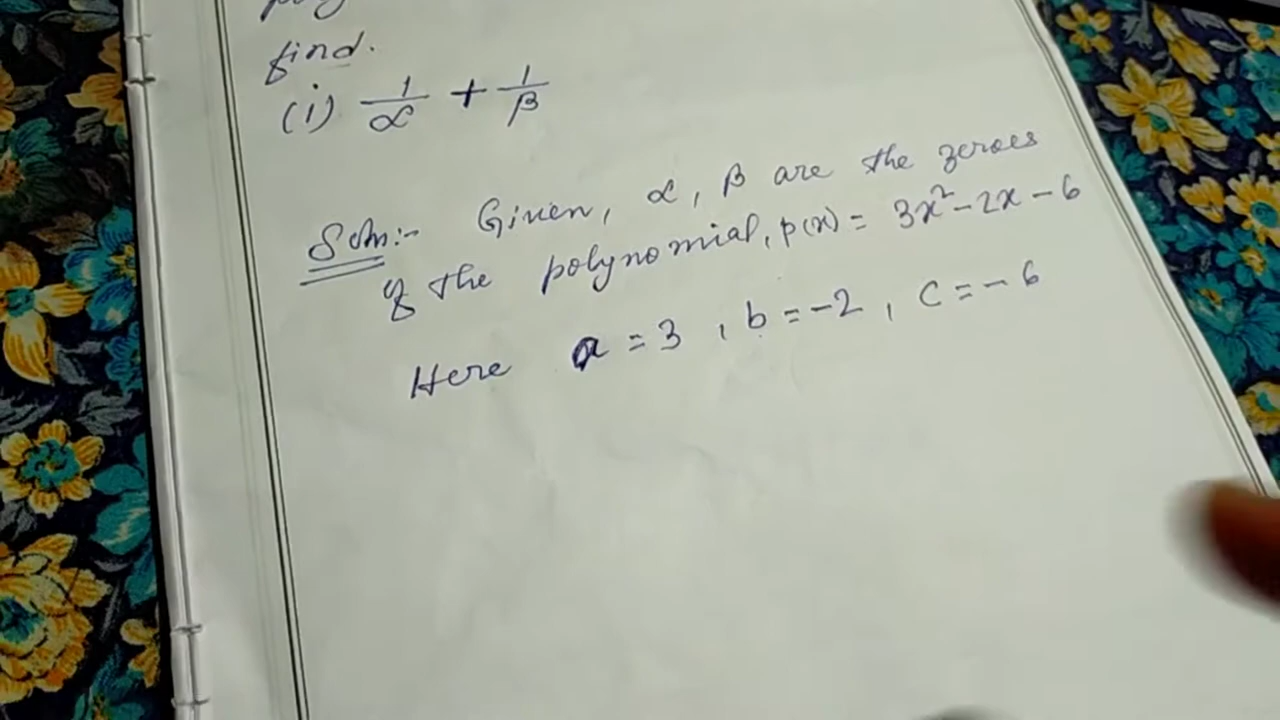 find.
(i) 1/α + 1/β
Soln:- Given, α, β are the zeroes
of the polynomial, p(x) = 3x² - 2x - 6
Here a = 3, b = -2, c = -6